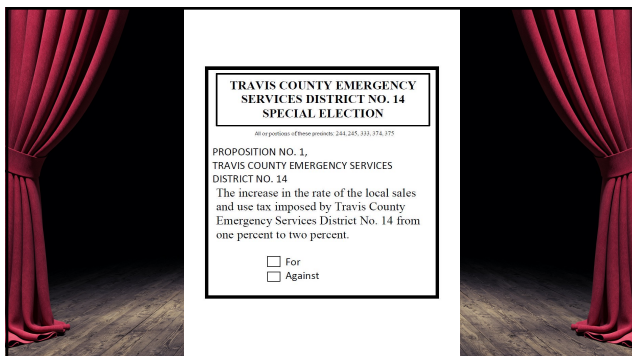 TRAVIS COUNTY EMERGENCY
SERVICES DISTRICT NO. 14
SPECIAL ELECTION
All or portions of these precincts: 244, 245, 333, 374, 375
PROPOSITION NO. 1,
TRAVIS COUNTY EMERGENCY SERVICES
DISTRICT NO. 14
The increase in the rate of the local sales
and use tax imposed by Travis County
Emergency Services District No. 14 from
one percent to two percent.
For
Against